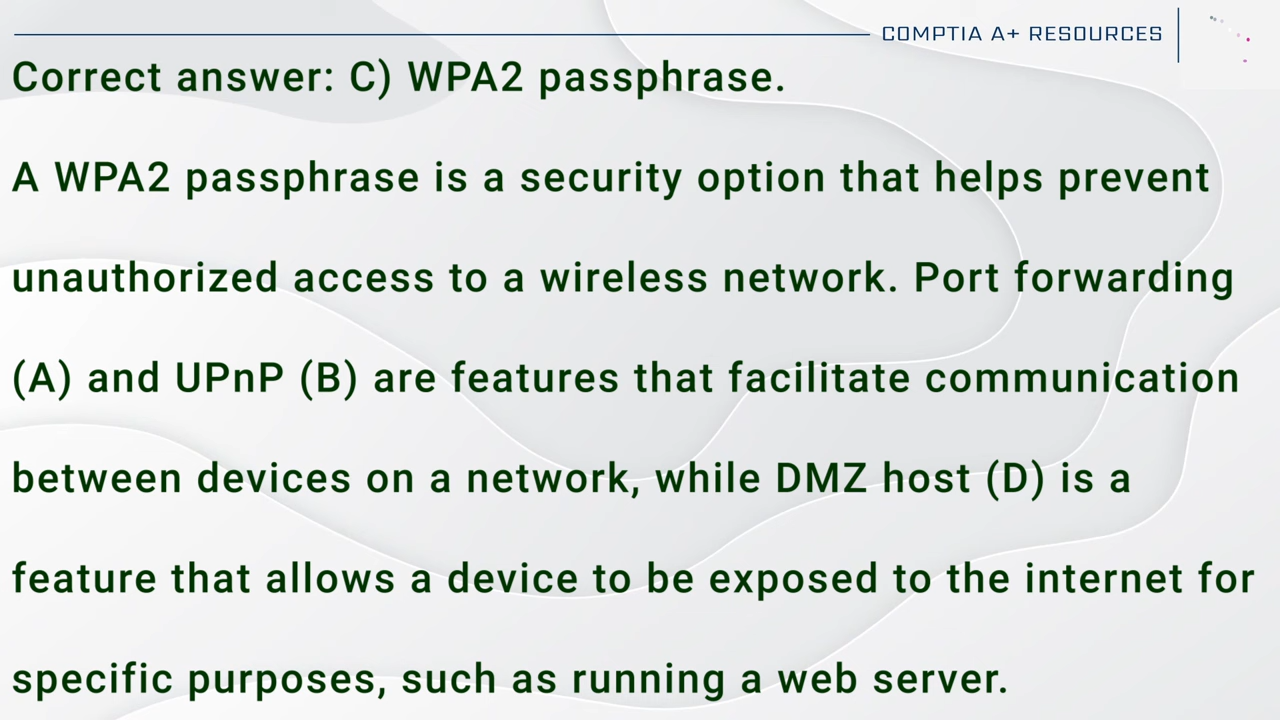 COMPTIA A+ RESOURCES
Correct answer: C) WPA2 passphrase.
A WPA2 passphrase is a security option that helps prevent
unauthorized access to a wireless network. Port forwarding
(A) and UPnP (B) are features that facilitate communication
between devices on a network, while DMZ host (D) is a
feature that allows a device to be exposed to the internet for
specific purposes, such as running a web server.